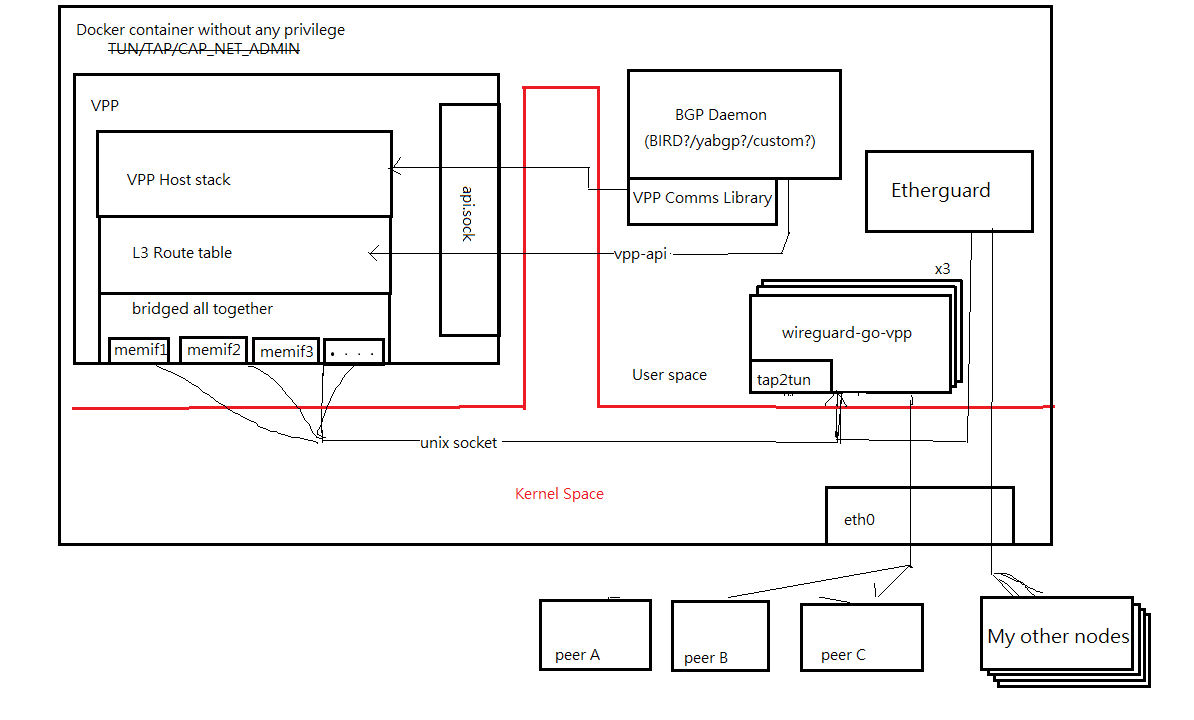 Docker container without any privilege
TUN/TAP/CAP_NET_ADMIN
VPP
VPP Host stack
L3 Route table
bridged all together
memif1
memif2
memif3
. . . .
api.sock
BGP Daemon
(BIRD?/yabgp?/custom?)
VPP Comms Library
vpp-api
Etherguard
x3
wireguard-go-vpp
tap2tun
User space
unix socket
Kernel Space
eth0
peer A
peer B
peer C
My other nodes